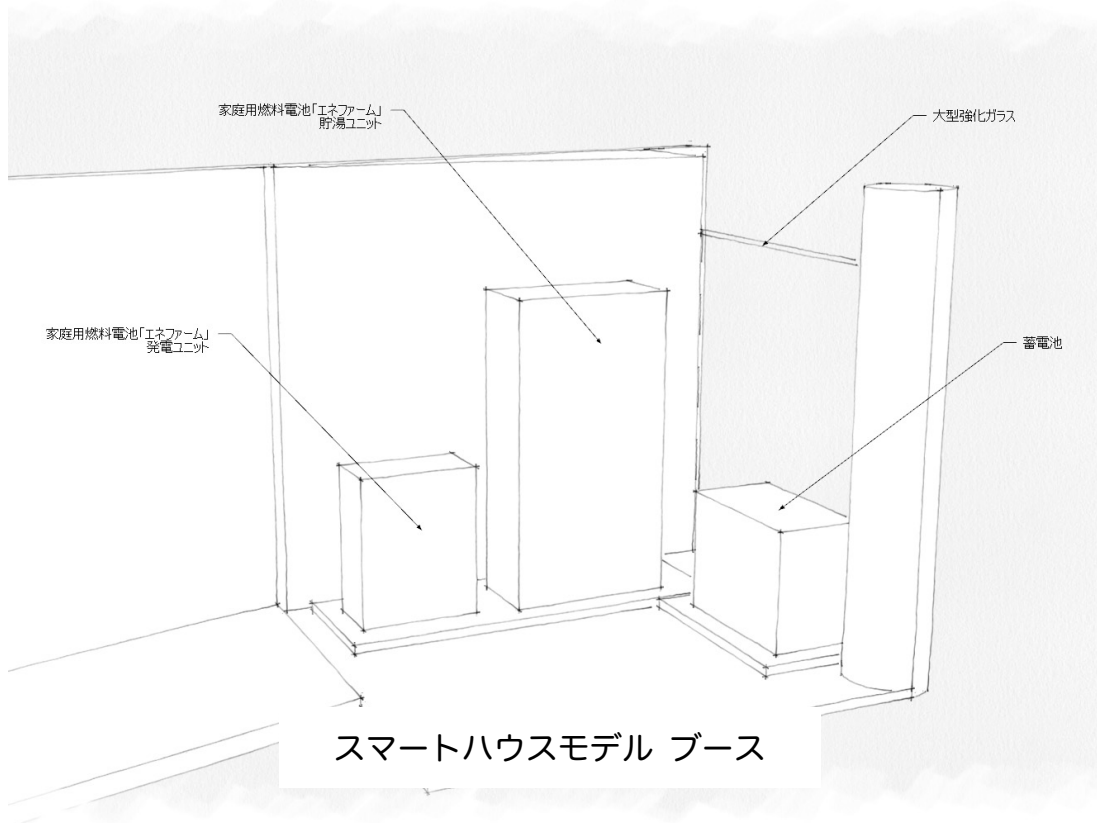 家庭用燃料電池「エネファーム」
貯湯ユニット
大型強化ガラス
家庭用燃料電池「エネファーム」
発電ユニット
蓄電池
スマートハウスモデル ブース